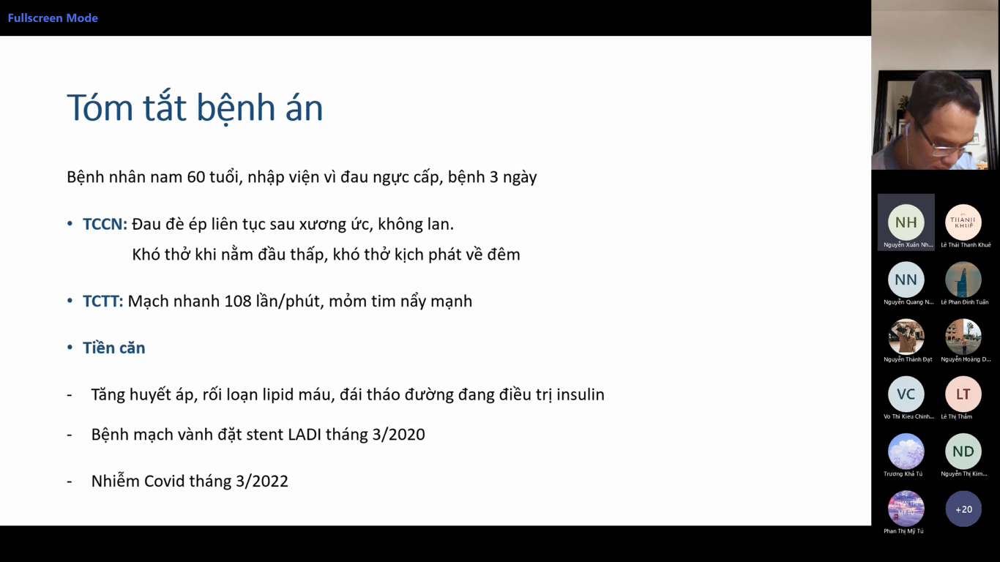 Fullscreen Mode
Tóm tắt bệnh án
Bệnh nhân nam 60 tuổi, nhập viện vì đau ngực cấp, bệnh 3 ngày
• TCCN: Đau đè ép liên tục sau xương ức, không lan.
Khó thở khi nằm đầu thấp, khó thở kịch phát về đêm
• TCTT: Mạch nhanh 108 lần/phút, mỏm tim nẩy mạnh
• Tiền căn
- Tăng huyết áp, rối loạn lipid máu, đái tháo đường đang điều trị insulin
- Bệnh mạch vành đặt stent LADI tháng 3/2020
- Nhiễm Covid tháng 3/2022
NH
THANH
KHUÊ
Nguyễn Xuân Nh...
Lê Thái Thanh Khuê
NN
Nguyễn Quang N...
Lê Phan Đình Tuấn
Nguyễn Thành Đạt
Nguyễn Hoàng D...
VC
LT
Vo Thi Kieu Chinh...
Lê Thị Thắm
ND
Trương Khả Tú
Nguyễn Thị Kim...
PHAN THỊ
MỸ TÚ
+20
Phan Thị Mỹ Tú